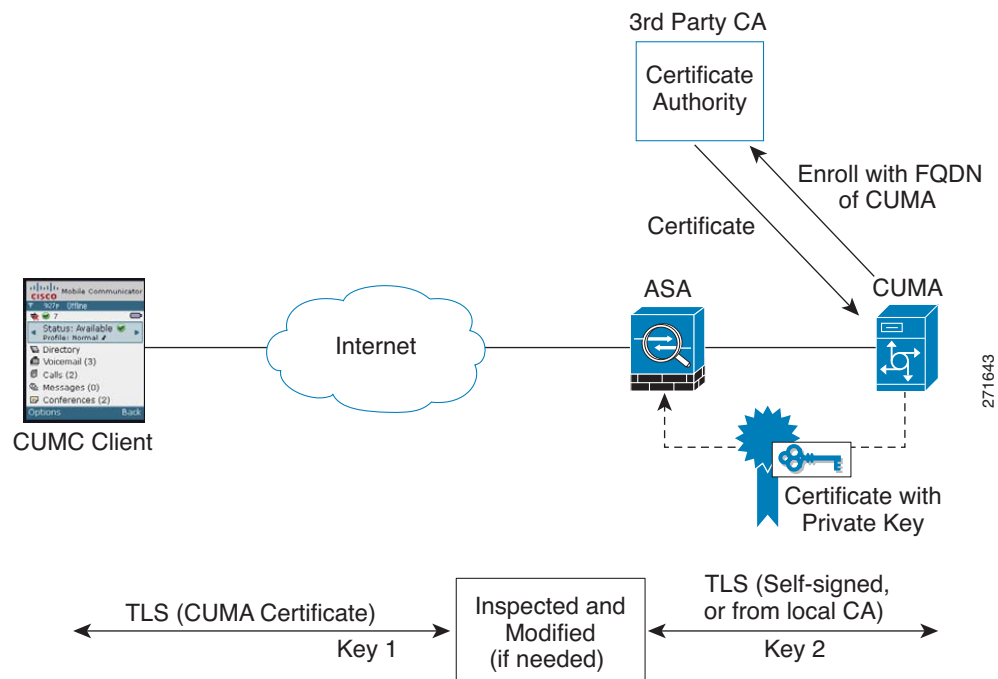 3rd Party CA
Certificate
Authority
Enroll with FQDN
of CUMA
Certificate
ASA
CUMA
Internet
CISCO Mobile Communicator
927p Offline
7
Status: Available
Profile: Normal
Directory
Voicemail (3)
Calls (2)
Messages (0)
Conferences (2)
Options Back
CUMC Client
271643
Certificate with
Private Key
TLS (CUMA Certificate)
Key 1
Inspected and
Modified
(if needed)
TLS (Self-signed,
or from local CA)
Key 2